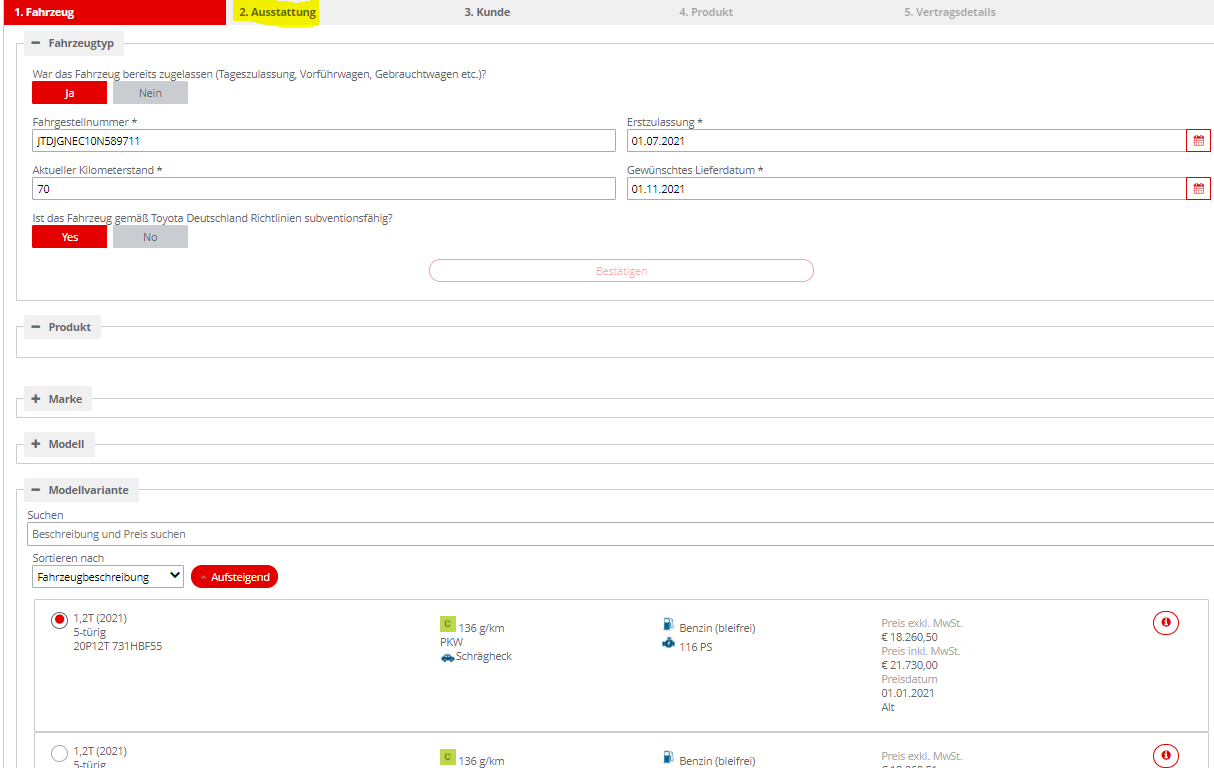 1. Fahrzeug 2. Ausstattung 3. Kunde 4. Produkt 5. Vertragsdetails
− Fahrzeugtyp
War das Fahrzeug bereits zugelassen (Tageszulassung, Vorführwagen, Gebrauchtwagen etc.)?
Ja Nein
Fahrgestellnummer * Erstzulassung *
JTDJGNEC10N589711 01.07.2021
Aktueller Kilometerstand * Gewünschtes Lieferdatum *
70 01.11.2021
Ist das Fahrzeug gemäß Toyota Deutschland Richtlinien subventionsfähig?
Yes No
Bestätigen
− Produkt
+ Marke
+ Modell
− Modellvariante
Suchen
Beschreibung und Preis suchen
Sortieren nach
Fahrzeugbeschreibung Aufsteigend
1,2T (2021)
5-türig
20P12T 731HBF55
C 136 g/km
PKW
Schrägheck
Benzin (bleifrei)
116 PS
Preis exkl. MwSt.
€ 18.260,50
Preis inkl. MwSt.
€ 21.730,00
Preisdatum
01.01.2021
Alt
1,2T (2021)
5-türig
C 136 g/km
Benzin (bleifrei)
Preis exkl. MwSt.